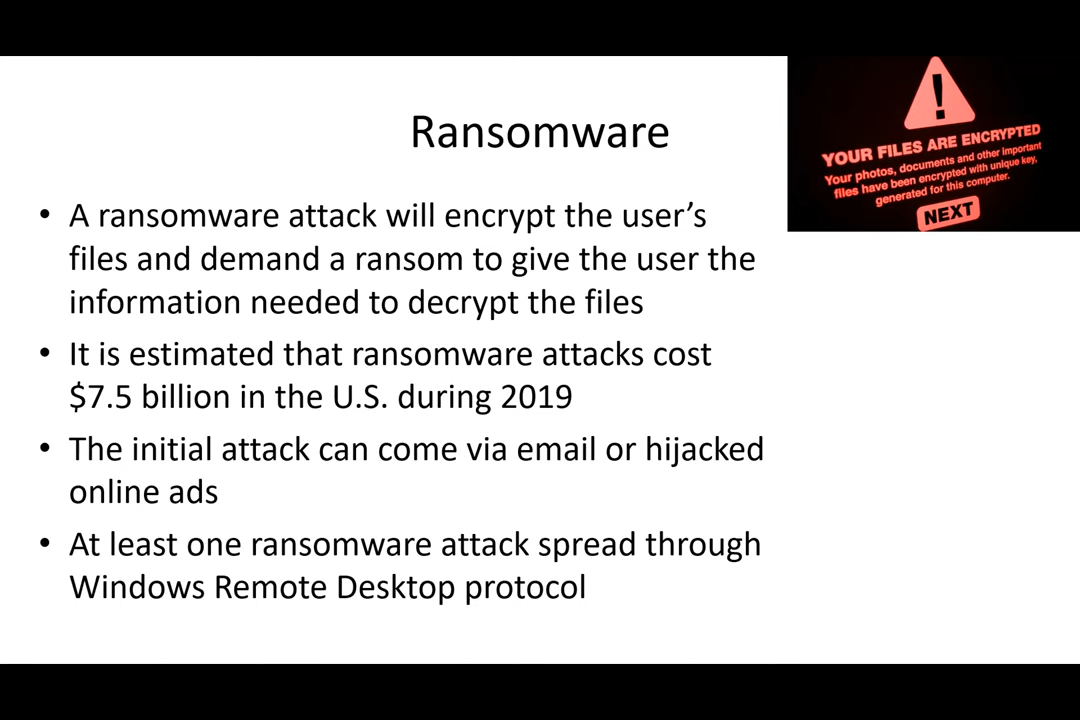 Ransomware
• A ransomware attack will encrypt the user’s
files and demand a ransom to give the user the
information needed to decrypt the files
• It is estimated that ransomware attacks cost
$7.5 billion in the U.S. during 2019
• The initial attack can come via email or hijacked
online ads
• At least one ransomware attack spread through
Windows Remote Desktop protocol
YOUR FILES ARE ENCRYPTED
Your photos, documents and other important
files have been encrypted with unique key,
generated for this computer.
NEXT